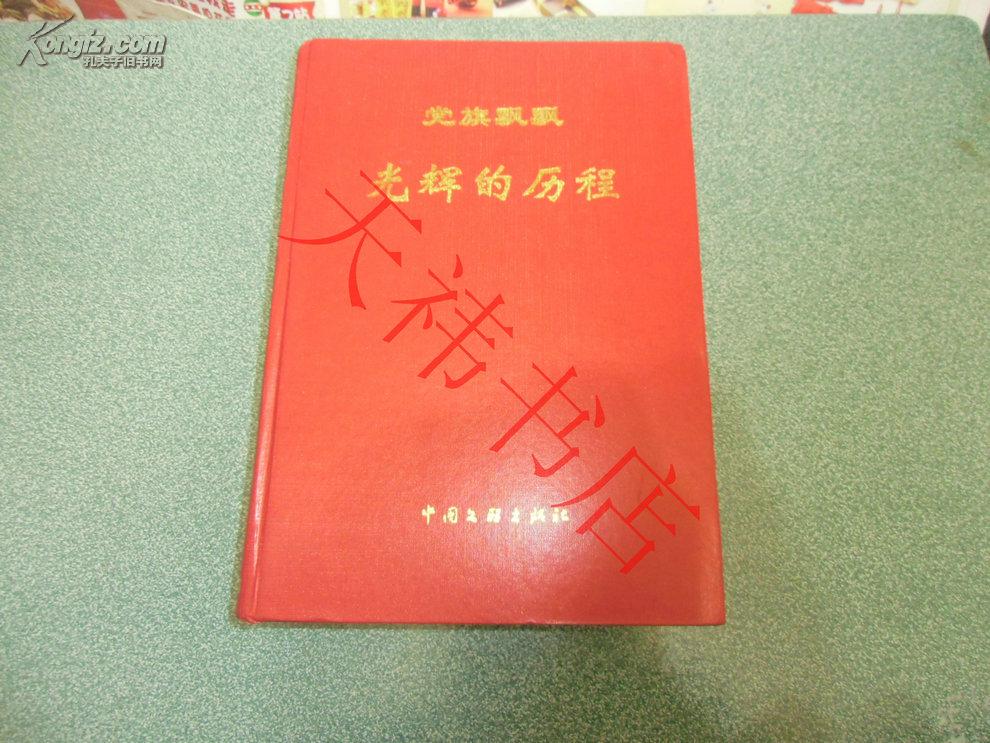 Kongfz.com
孔夫子旧书网
党旗飘飘
光辉的历程
天祎书店
中国文联出版社